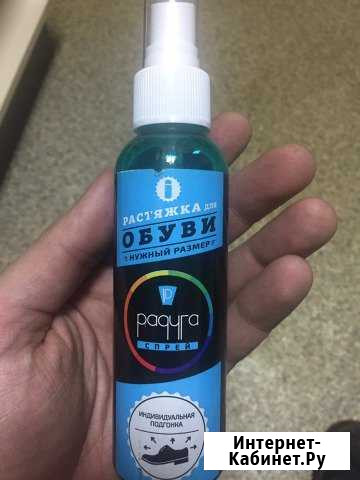 РАСТЯЖКА ДЛЯ
ОБУВИ
НУЖНЫЙ РАЗМЕР
Р
радуга
СПРЕЙ
ИНДИВИДУАЛЬНАЯ
ПОДГОНКА
Интернет-
Кабинет.Ру